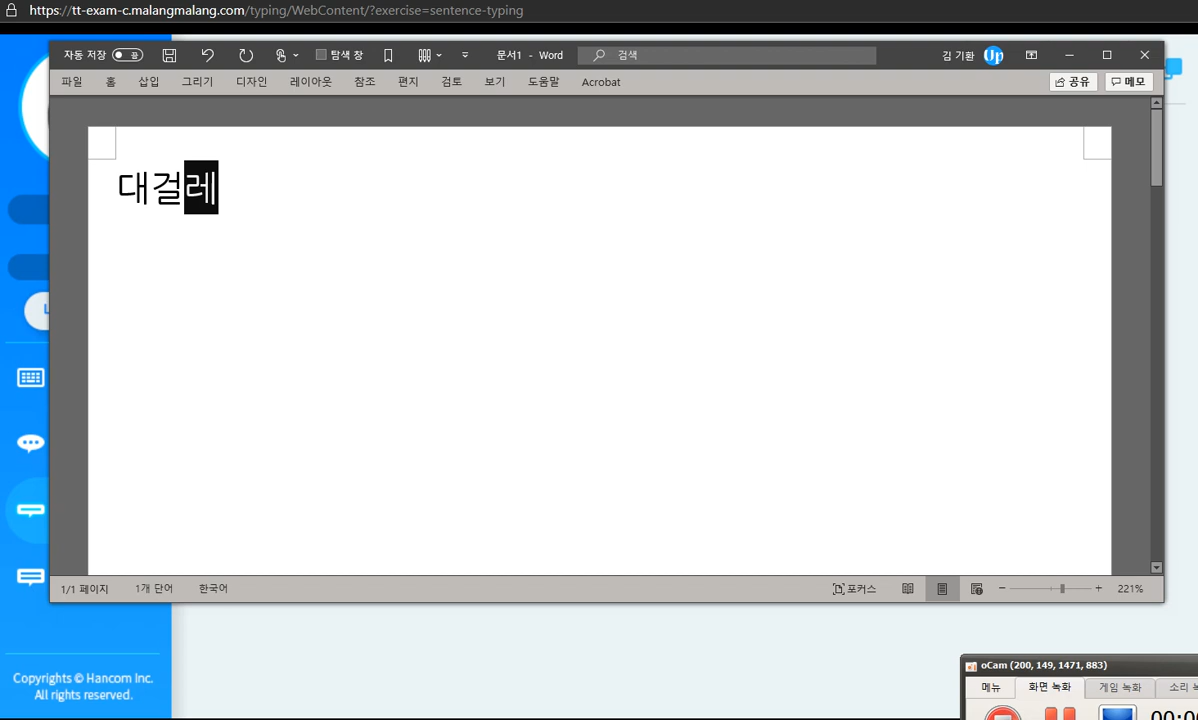 https://tt-exam-c.malangmalang.com/typing/WebContent/?exercise=sentence-typing
자동 저장 끔 탐색 창 문서1 - Word 검색 김 기환 Up
파일 홈 삽입 그리기 디자인 레이아웃 참조 편지 검토 보기 도움말 Acrobat 공유 메모
대걸레
1/1 페이지 1개 단어 한국어 포커스 221%
Copyrights © Hancom Inc.
All rights reserved.
oCam (200, 149, 1471, 883)
메뉴 화면 녹화 게임 녹화 소리